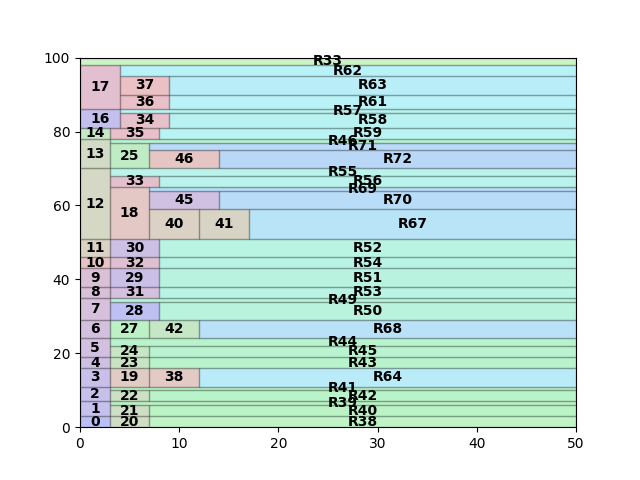 100
R33
R62
17 37 R63
36 R61
R57
16 34 R58
80
14 35 R59
R46
R71
13 25 46 R72
R55
33 R56
R69
12 45 R70
60
18
40 41 R67
11 30 R52
10 32 R54
40
9 29 R51
8 31 R53
R49
7 28 R50
6 27 42 R68
R44
5 24 R45
20
4 23 R43
3 19 38 R64
R41
2 22 R42
R39
1 21 R40
0 20 R38
0
0 10 20 30 40 50